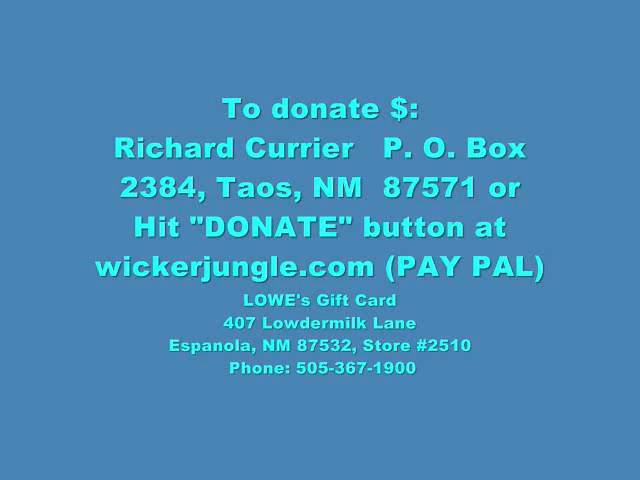 To donate $:
Richard Currier   P. O. Box
2384, Taos, NM  87571 or
Hit "DONATE" button at
wickerjungle.com (PAY PAL)
LOWE's Gift Card
407 Lowdermilk Lane
Espanola, NM 87532, Store #2510
Phone: 505-367-1900